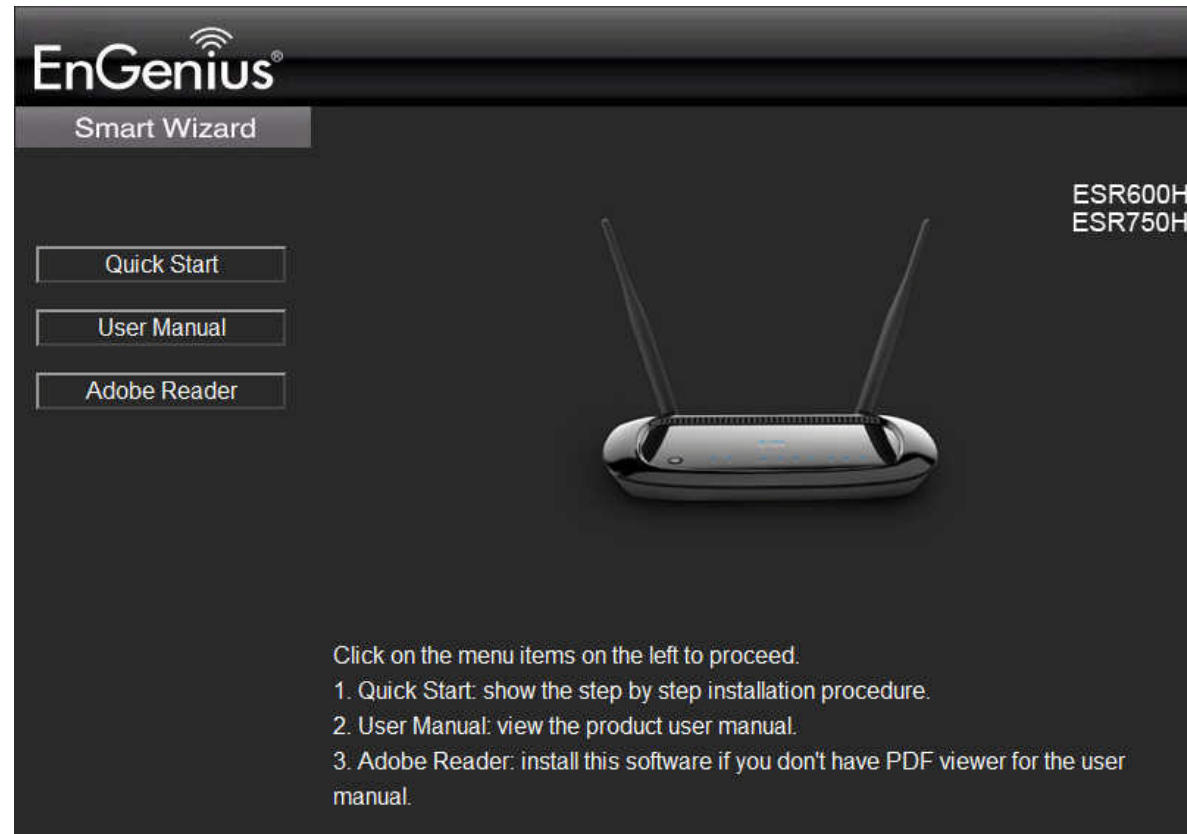 EnGenius®
Smart Wizard
ESR600H
ESR750H
Quick Start
User Manual
Adobe Reader
Click on the menu items on the left to proceed.
1. Quick Start: show the step by step installation procedure.
2. User Manual: view the product user manual.
3. Adobe Reader: install this software if you don't have PDF viewer for the user
manual.